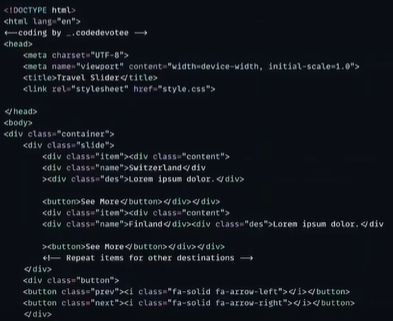 <!DOCTYPE html>
<html lang="en">
<!--coding by _.codedevotee -->
<head>
<meta charset="UTF-8">
<meta name="viewport" content="width=device-width, initial-scale=1.0">
<title>Travel Slider</title>
<link rel="stylesheet" href="style.css">
</head>
<body>
<div class="container">
<div class="slide">
<div class="item"><div class="content">
<div class="name">Switzerland</div
><div class="des">Lorem ipsum dolor.</div>
<button>See More</button></div></div>
<div class="item"><div class="content">
<div class="name">Finland</div><div class="des">Lorem ipsum dolor.</div
><button>See More</button></div></div>
<!-- Repeat items for other destinations -->
</div>
<div class="button">
<button class="prev"><i class="fa-solid fa-arrow-left"></i></button>
<button class="next"><i class="fa-solid fa-arrow-right"></i></button>
</div>